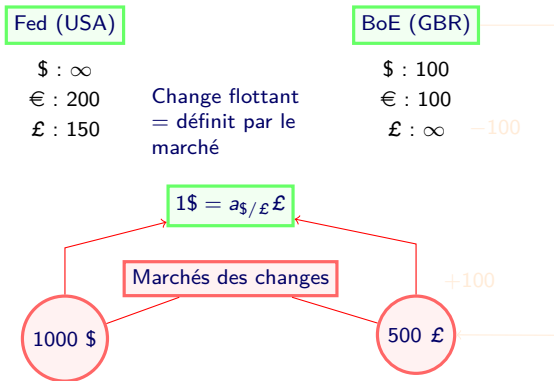 Fed (USA)
BoE (GBR)
$ : ∞
€ : 200
£ : 150
Change flottant
= définit par le
marché
$ : 100
€ : 100
£ : ∞
−100
1$ = a$/££
Marchés des changes
+100
1000 $
500 £